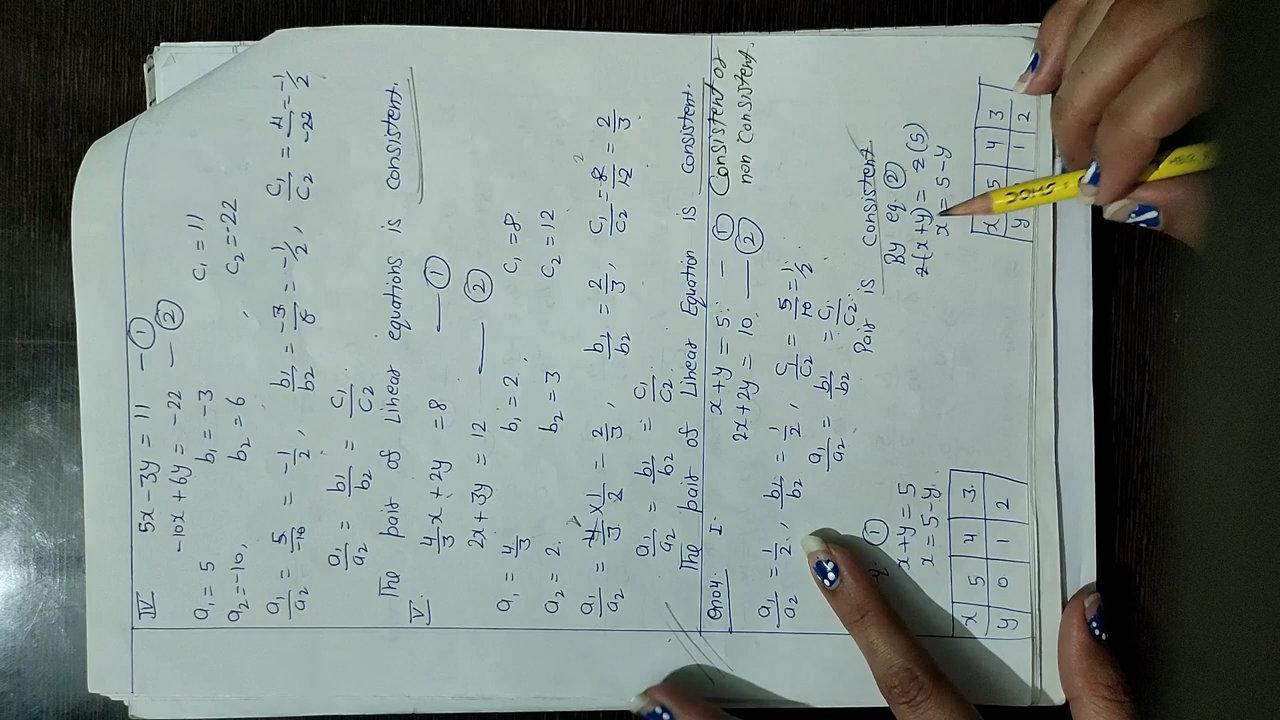 IV 5x - 3y = 11 — ①
-10x + 6y = -22 — ②
a₁ = 5 b₁ = -3 c₁ = 11
a₂ = -10, b₂ = 6 , c₂ = -22
a₁/a₂ = 5/-10 = -1/2 , b₁/b₂ = -3/6 = -1/2 , c₁/c₂ = 11/-22 = -1/2
a₁/a₂ = b₁/b₂ = c₁/c₂
The pair of Linear equations is consistent.
V. 4/3 x + 2y = 8 — ①
2x + 3y = 12 — ②
a₁ = 4/3 b₁ = 2, c₁ = 8.
a₂ = 2. b₂ = 3 c₂ = 12
a₁/a₂ = 4/3 × 1/2 = 2/3 , b₁/b₂ = 2/3 , c₁/c₂ = 8/12 = 2/3
a₁/a₂ = b₁/b₂ = c₁/c₂
The pair of Linear Equation is consistent.
Qno4. I. x + y = 5 — ① Consistent or
2x + 2y = 10 — ② non consistent.
a₁/a₂ = 1/2 , b₁/b₂ = 1/2 , c₁/c₂ = 5/10 = 1/2
a₁/a₂ = b₁/b₂ = c₁/c₂
Pair is consistent
① By eq. ②
x + y = 5 2(x+y) = 2(5)
x = 5 - y. x = 5 - y
x 5 4 3. x 5 4 3
y 0 1 2 y 1 2